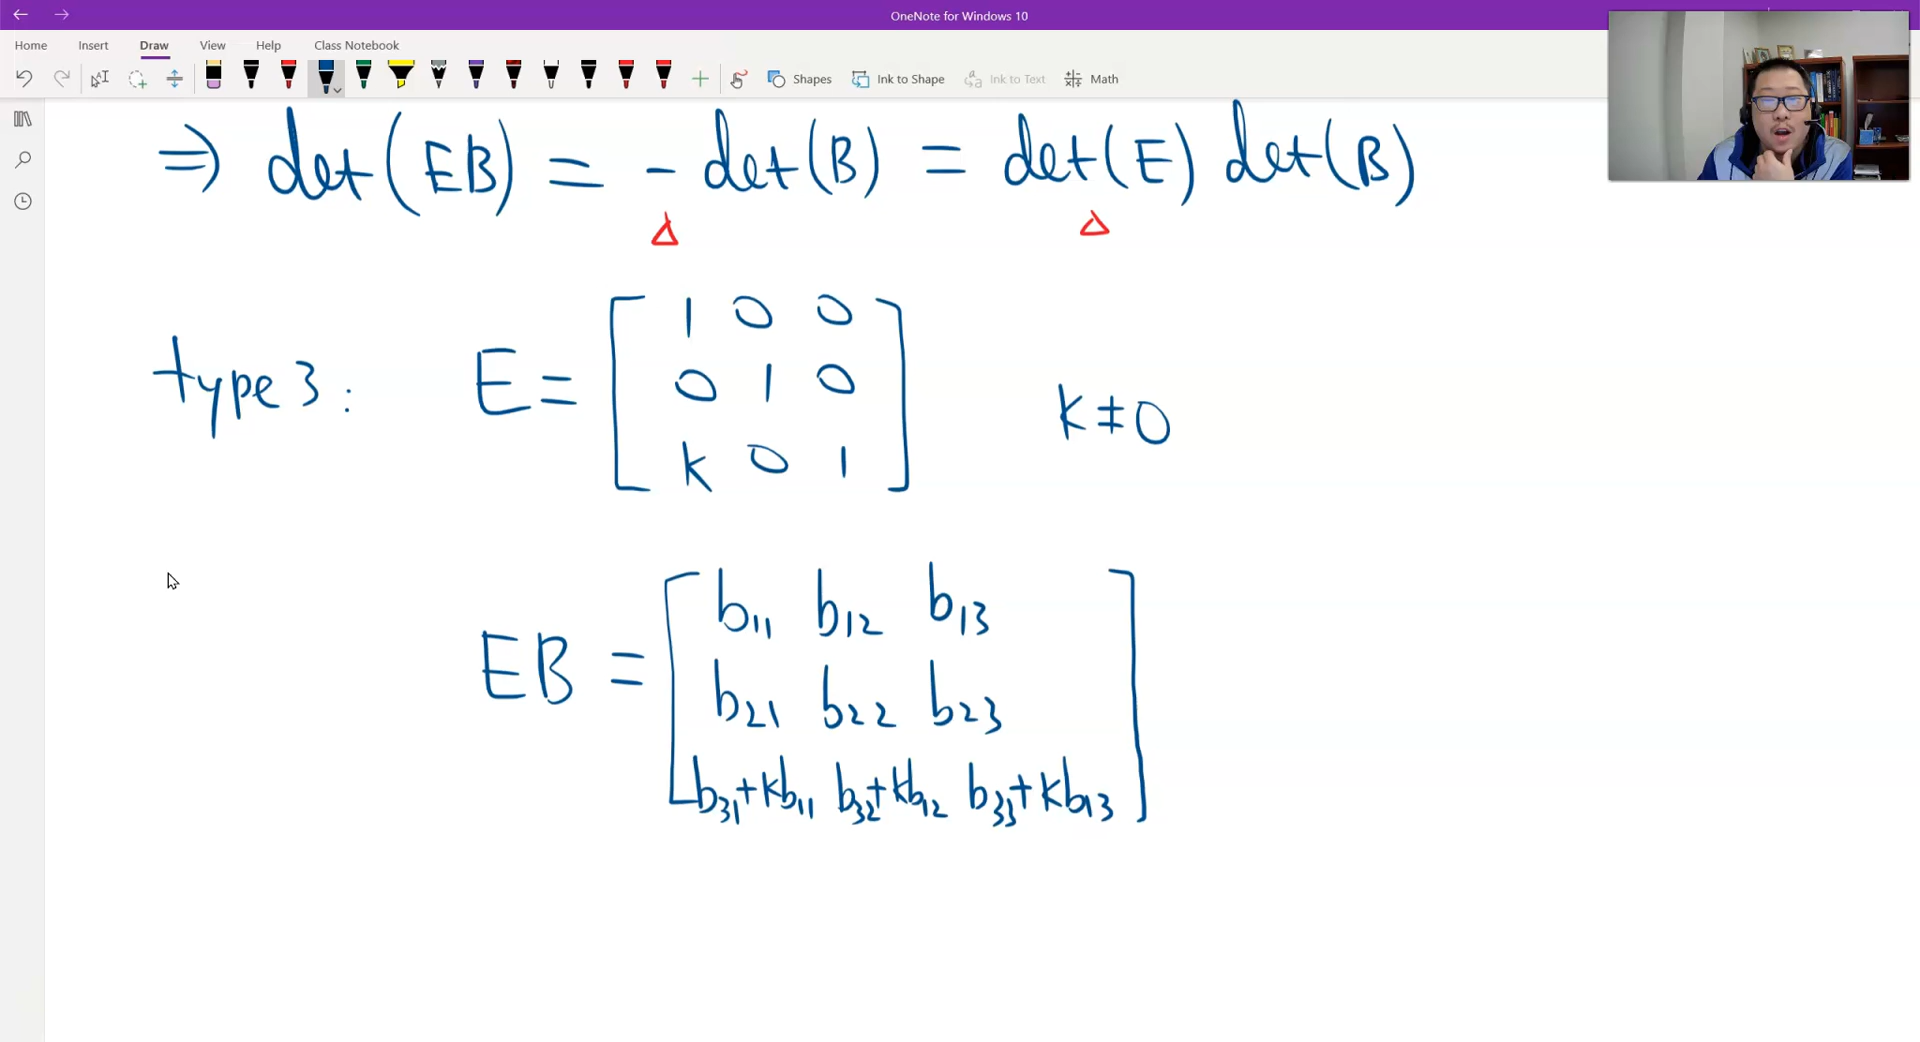 OneNote for Windows 10
Home Insert Draw View Help Class Notebook
Shapes Ink to Shape Ink to Text Math
⇒ det(EB) = - det(B) = det(E) det(B)
Δ Δ
type 3: E = [ 1 0 0
0 1 0
k 0 1 ] k ≠ 0
EB = [ b11 b12 b13
b21 b22 b23
b31+kb11 b32+kb12 b33+kb13 ]